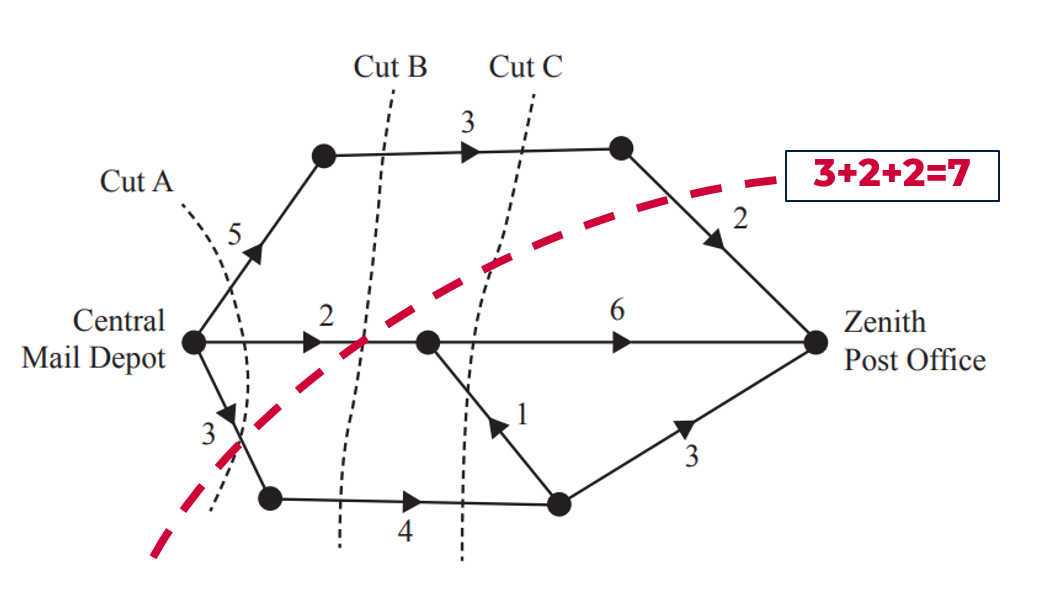 Cut B
Cut C
3
Cut A
3+2+2=7
5
2
2
6
Central
Mail Depot
Zenith
Post Office
1
3
3
4